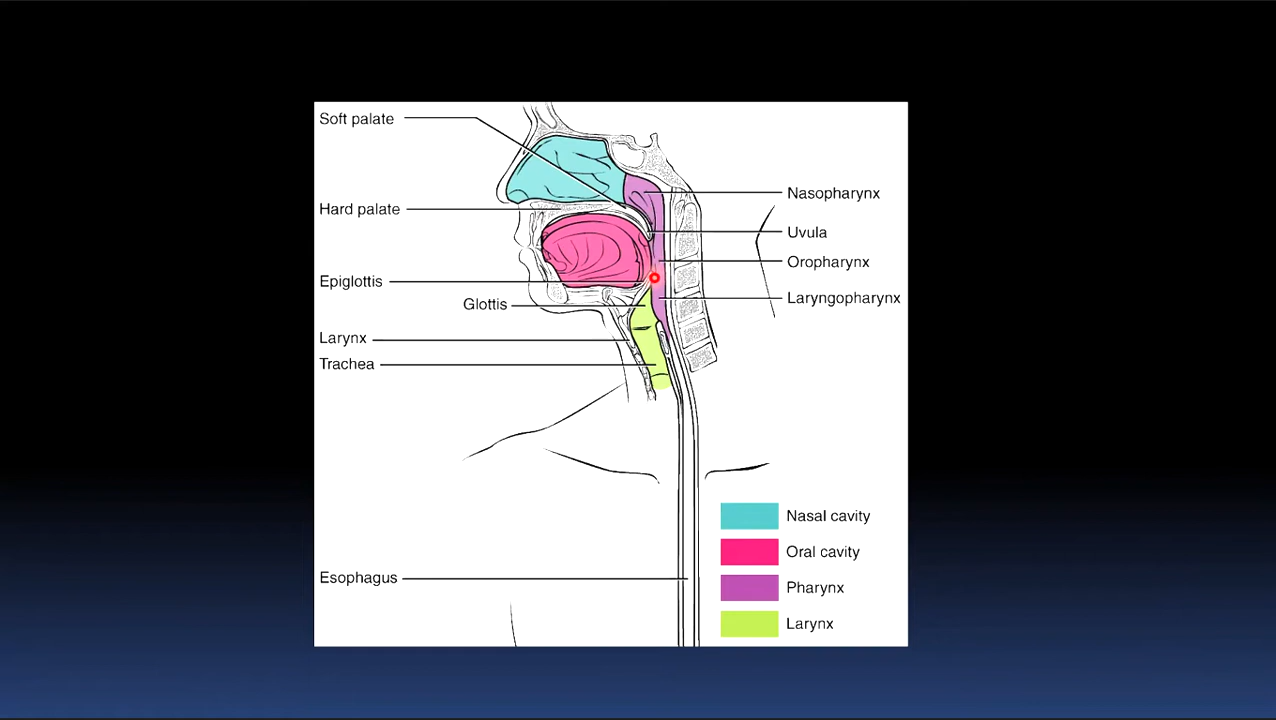 Soft palate
Hard palate
Epiglottis
Glottis
Larynx
Trachea
Esophagus
Nasopharynx
Uvula
Oropharynx
Laryngopharynx
Nasal cavity
Oral cavity
Pharynx
Larynx